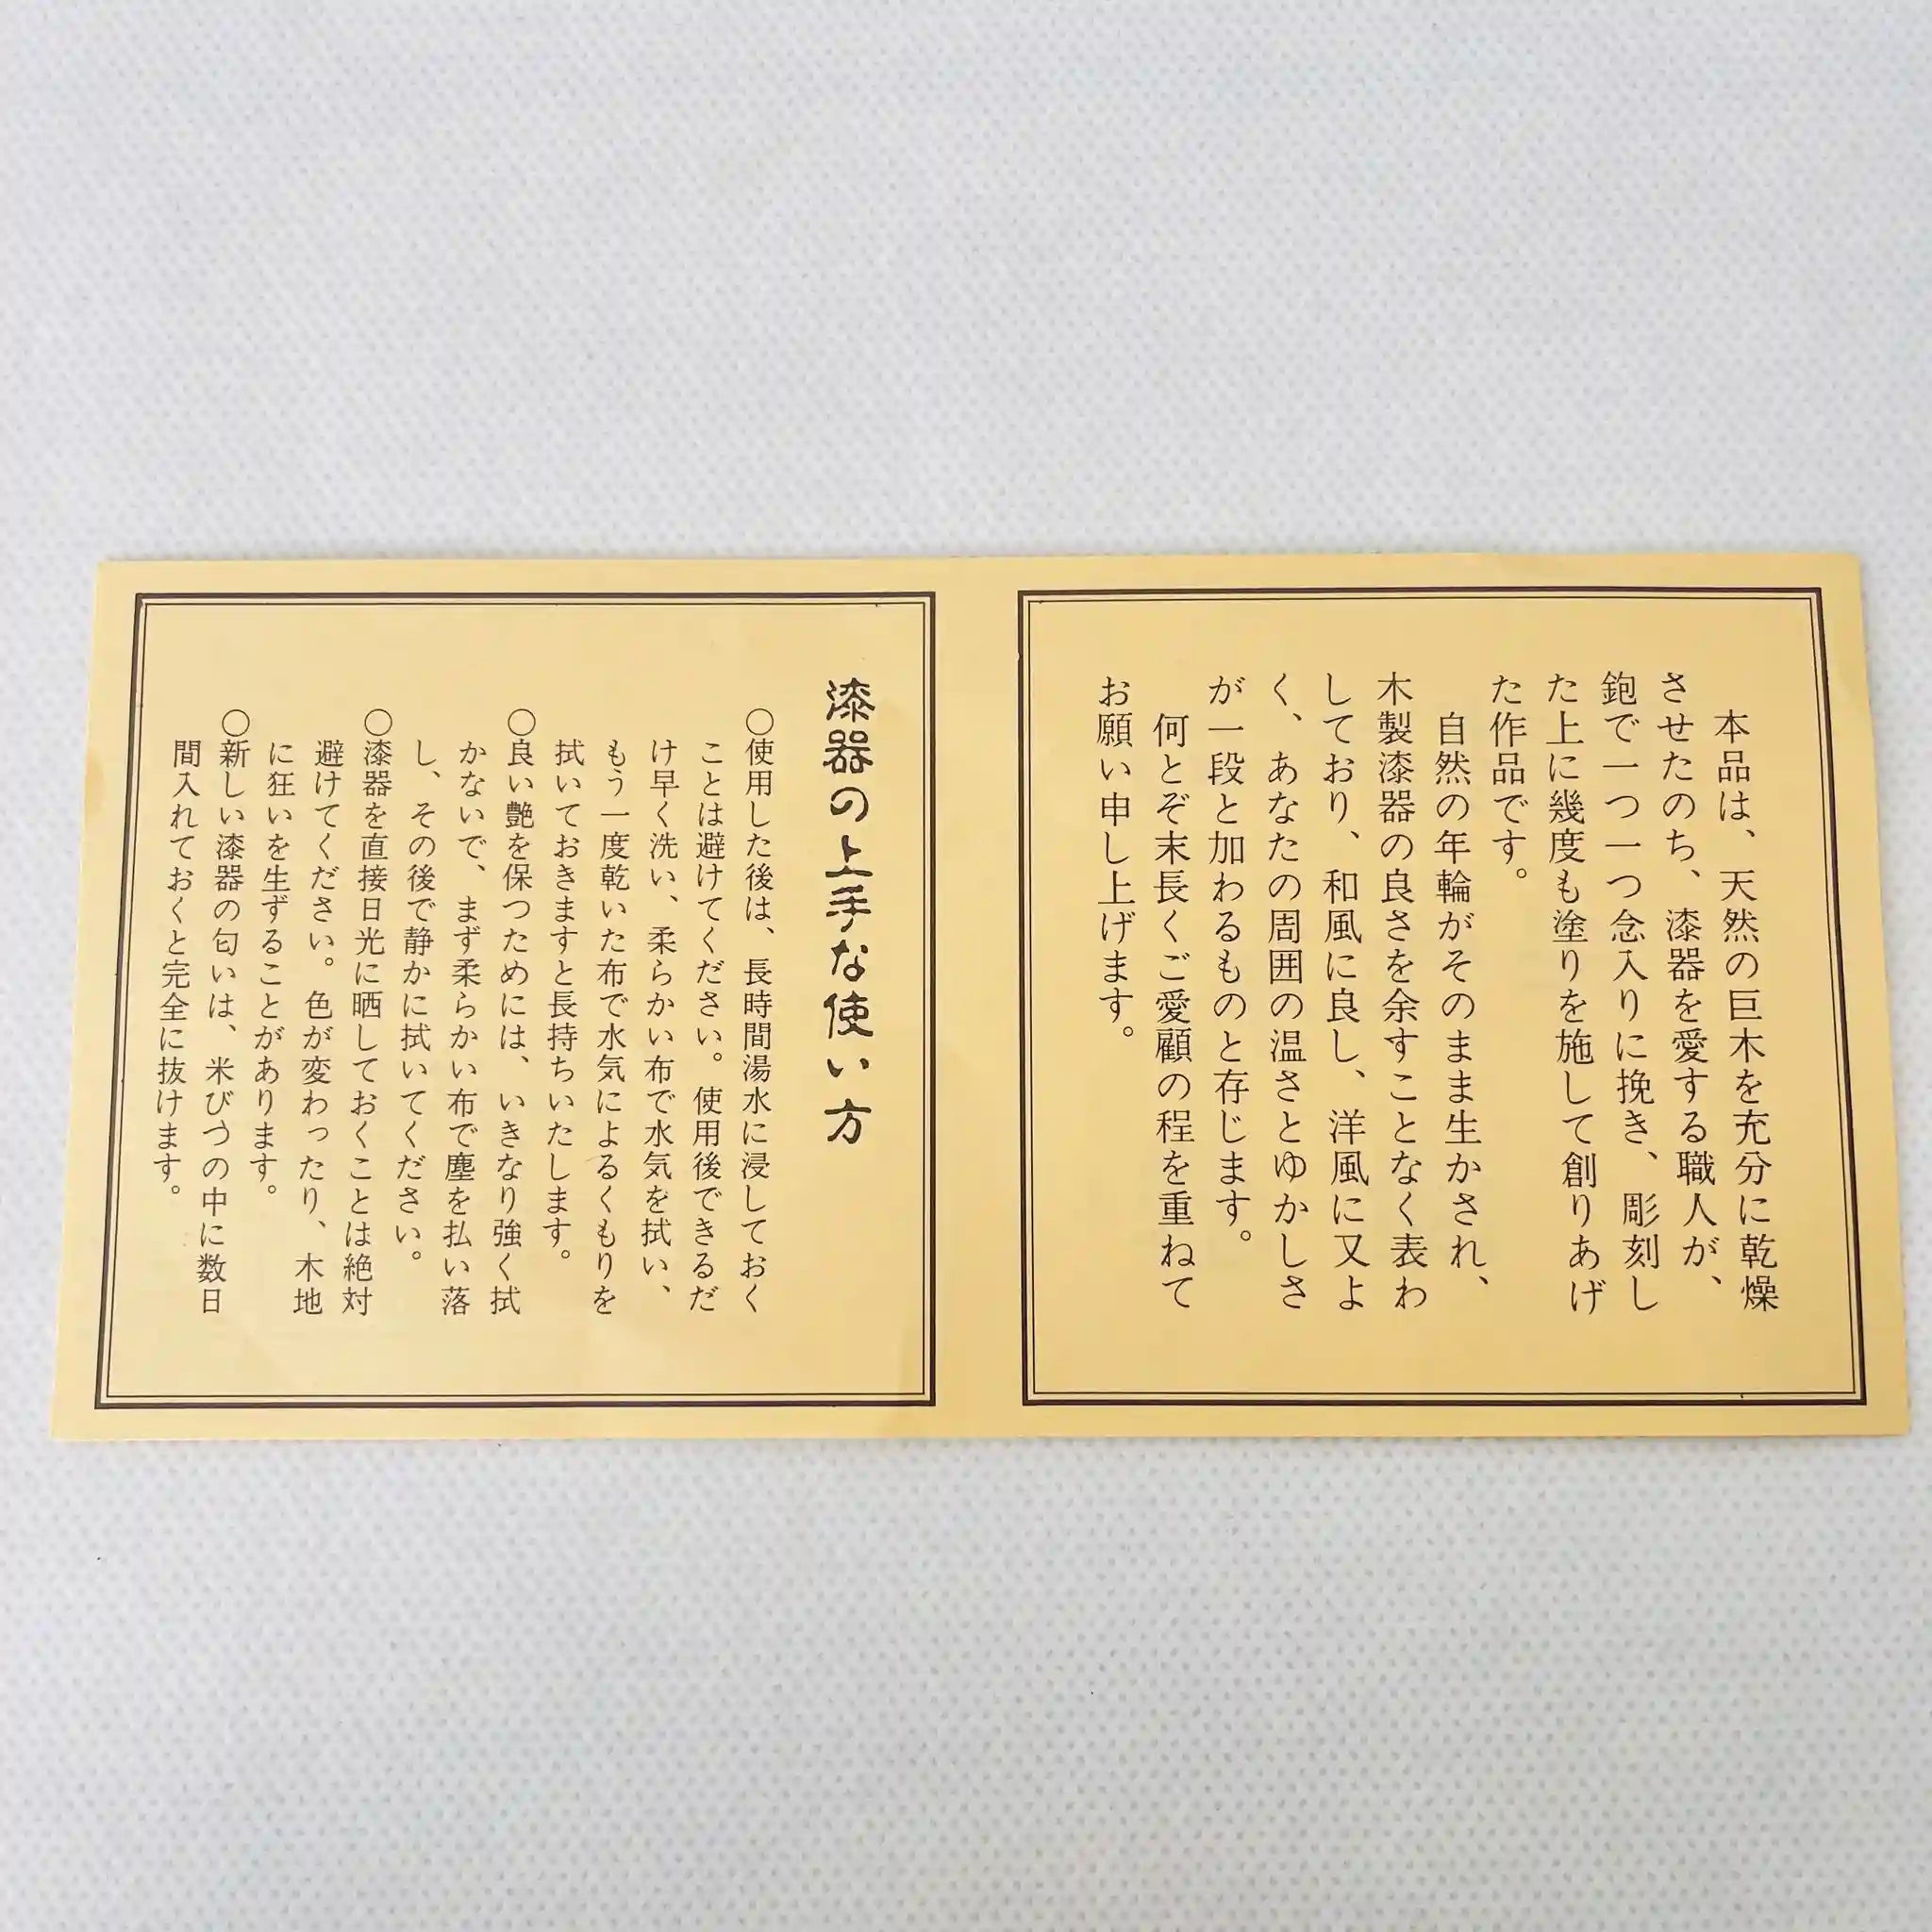 本品は、天然の巨木を充分に乾燥
させたのち、漆器を愛する職人が、
鉋で一つ一つ念入りに挽き、彫刻し
た上に幾度も塗りを施して創りあげ
た作品です。
自然の年輪がそのまま生かされ、
木製漆器の良さを余すことなく表わ
しており、和風に良し、洋風に又よ
く、あなたの周囲の温さとゆかしさ
が一段と加わるものと存じます。
何とぞ末長くご愛顧の程を重ねて
お願い申し上げます。
漆器の上手な使い方
〇使用した後は、長時間湯水に浸しておく
ことは避けてください。使用後できるだ
け早く洗い、柔らかい布で水気を拭い、
もう一度乾いた布で水気によるくもりを
拭いておきますと長持ちいたします。
〇良い艶を保つためには、いきなり強く拭
かないで、まず柔らかい布で塵を払い落
し、その後で静かに拭いてください。
〇漆器を直接日光に晒しておくことは絶対
避けてください。色が変わったり、木地
に狂いを生ずることがあります。
〇新しい漆器の匂いは、米びつの中に数日
間入れておくと完全に抜けます。